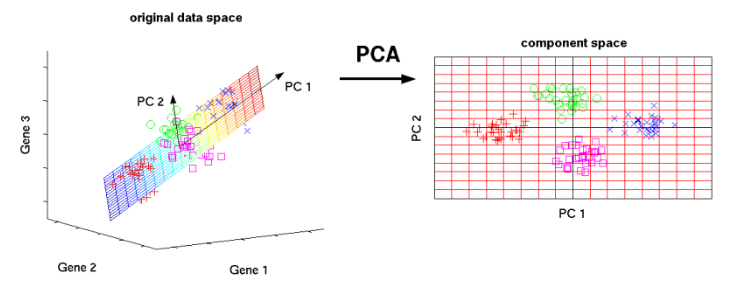 original data space
PC 1
PC 2
Gene 3
Gene 2
Gene 1
PCA
component space
PC 2
PC 1